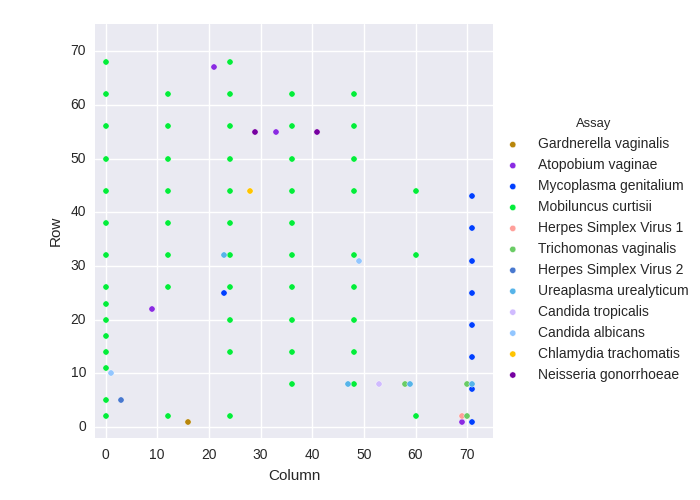 70
60
50
40
30
20
10
0
Row
0 10 20 30 40 50 60 70
Column
Assay
Gardnerella vaginalis
Atopobium vaginae
Mycoplasma genitalium
Mobiluncus curtisii
Herpes Simplex Virus 1
Trichomonas vaginalis
Herpes Simplex Virus 2
Ureaplasma urealyticum
Candida tropicalis
Candida albicans
Chlamydia trachomatis
Neisseria gonorrhoeae